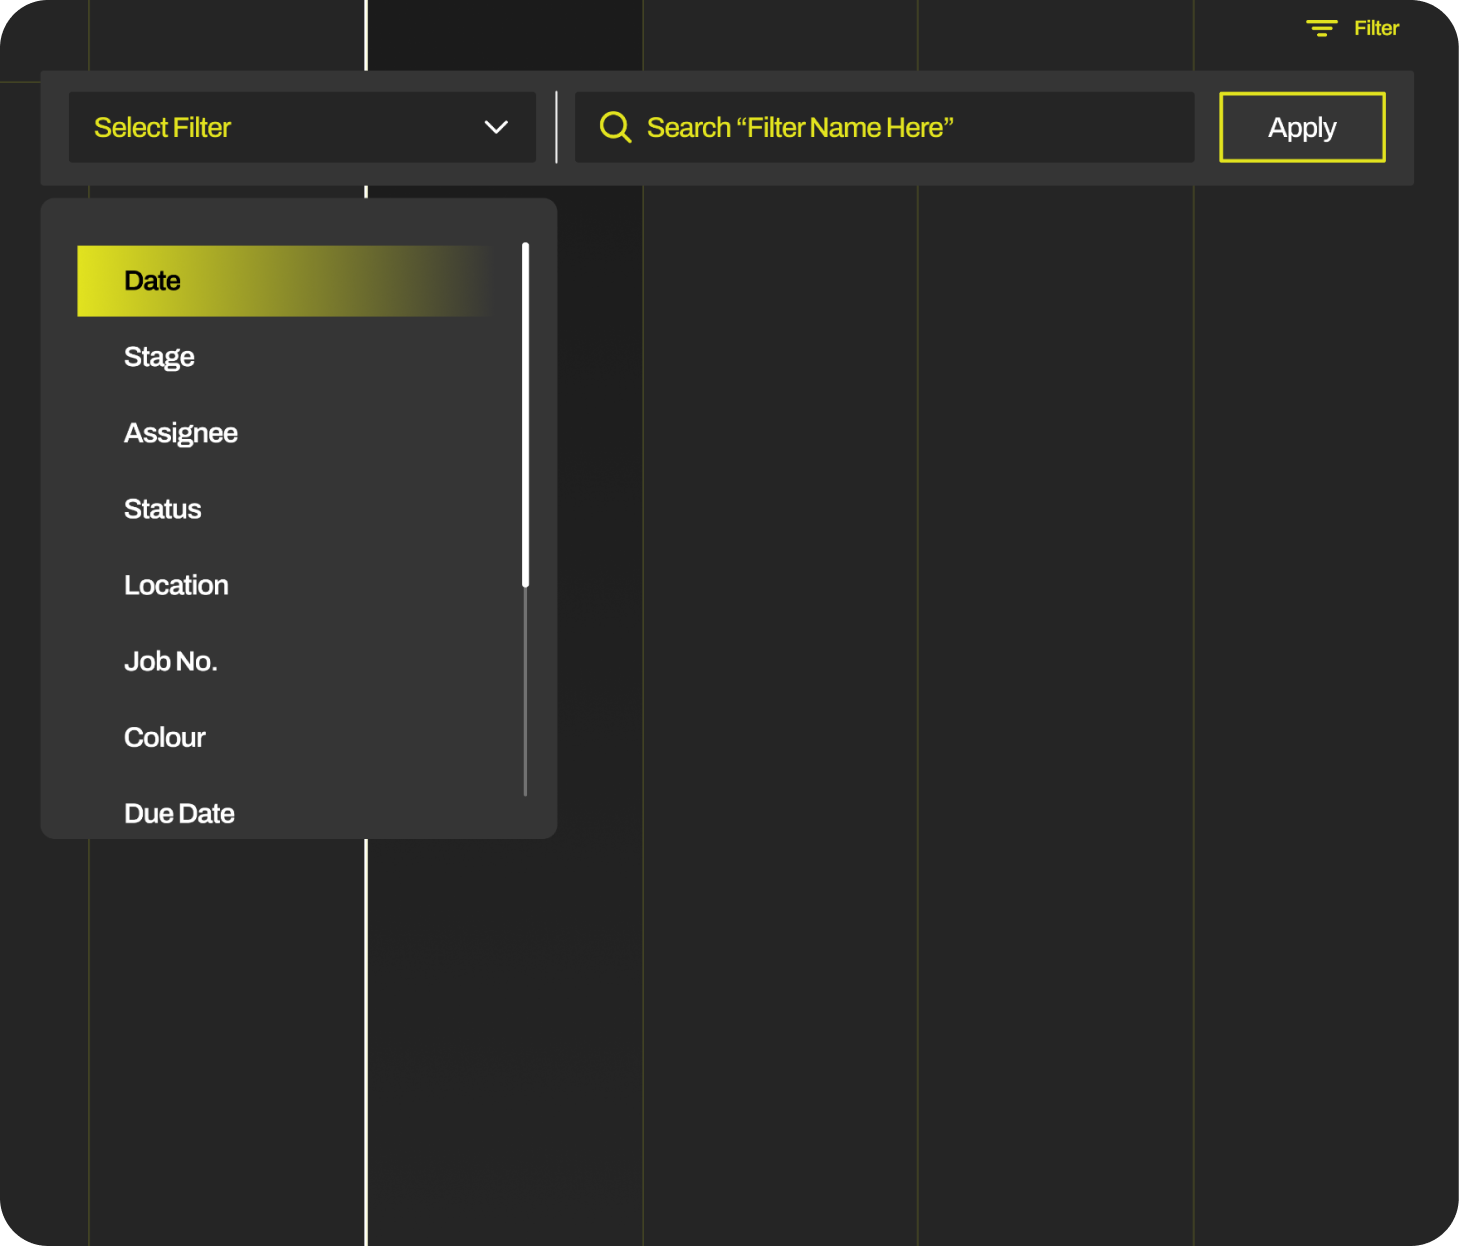 Filter
Select Filter
Search “Filter Name Here”
Apply
Date
Stage
Assignee
Status
Location
Job No.
Colour
Due Date